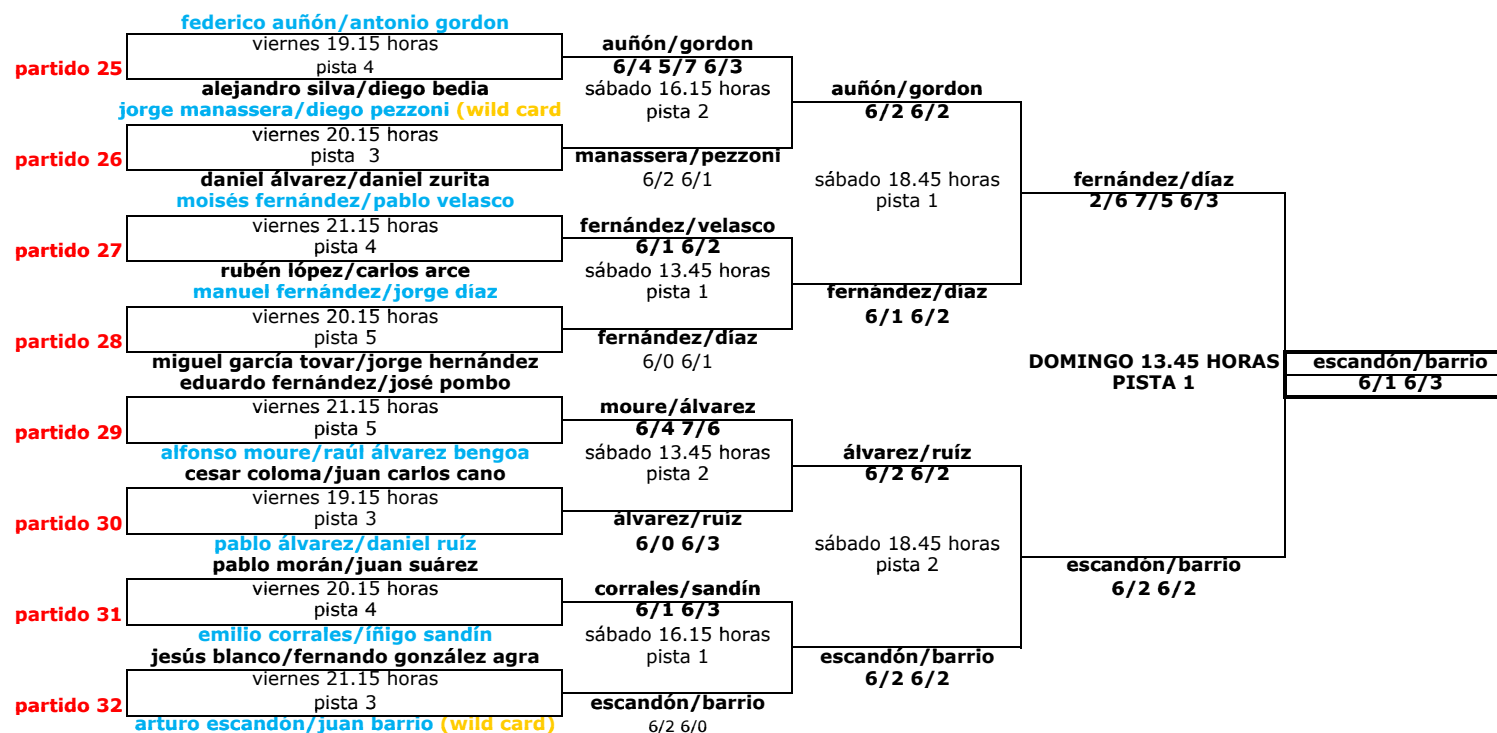 federico auñón/antonio gordon
viernes 19.15 horas
pista 4
partido 25
alejandro silva/diego bedia
jorge manassera/diego pezzoni (wild card
viernes 20.15 horas
pista 3
partido 26
daniel álvarez/daniel zurita
moisés fernández/pablo velasco
viernes 21.15 horas
pista 4
partido 27
rubén lópez/carlos arce
manuel fernández/jorge díaz
viernes 20.15 horas
pista 5
partido 28
miguel garcía tovar/jorge hernández
eduardo fernández/josé pombo
viernes 21.15 horas
pista 5
partido 29
alfonso moure/raúl álvarez bengoa
cesar coloma/juan carlos cano
viernes 19.15 horas
pista 3
partido 30
pablo álvarez/daniel ruíz
pablo morán/juan suárez
viernes 20.15 horas
pista 4
partido 31
emilio corrales/íñigo sandín
jesús blanco/fernando gonzález agra
viernes 21.15 horas
pista 3
partido 32
arturo escandón/juan barrio (wild card)
auñón/gordon
6/4 5/7 6/3
sábado 16.15 horas
pista 2
manassera/pezzoni
6/2 6/1
fernández/velasco
6/1 6/2
sábado 13.45 horas
pista 1
fernández/díaz
6/0 6/1
moure/álvarez
6/4 7/6
sábado 13.45 horas
pista 2
álvarez/ruíz
6/0 6/3
corrales/sandín
6/1 6/3
sábado 16.15 horas
pista 1
escandón/barrio
6/2 6/0
auñón/gordon
6/2 6/2
sábado 18.45 horas
pista 1
fernández/díaz
6/1 6/2
álvarez/ruíz
6/2 6/2
sábado 18.45 horas
pista 2
escandón/barrio
6/2 6/2
fernández/díaz
2/6 7/5 6/3
DOMINGO 13.45 HORAS
PISTA 1
escandón/barrio
6/2 6/2
escandón/barrio
6/1 6/3